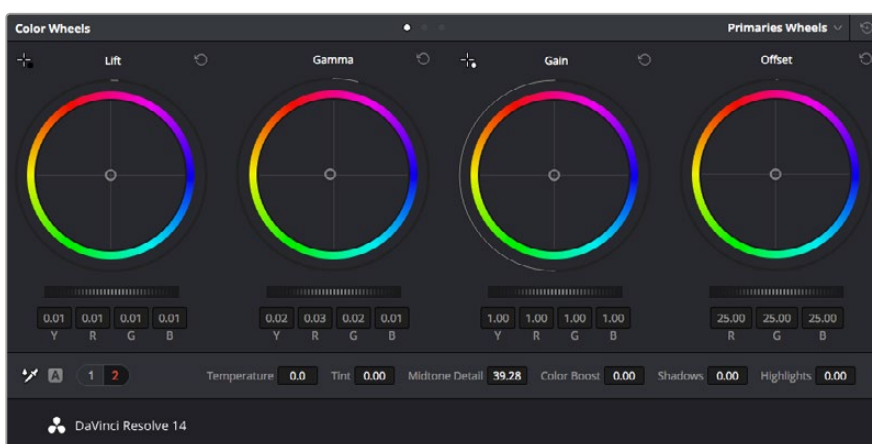 Color Wheels Primaries Wheels
Lift Gamma Gain Offset
0.01 0.01 0.01 0.01 0.02 0.03 0.02 0.01 1.00 1.00 1.00 1.00 25.00 25.00 25.00
Y R G B Y R G B Y R G B R G B
A 1 2 Temperature 0.0 Tint 0.00 Midtone Detail 39.28 Color Boost 0.00 Shadows 0.00 Highlights 0.00
DaVinci Resolve 14